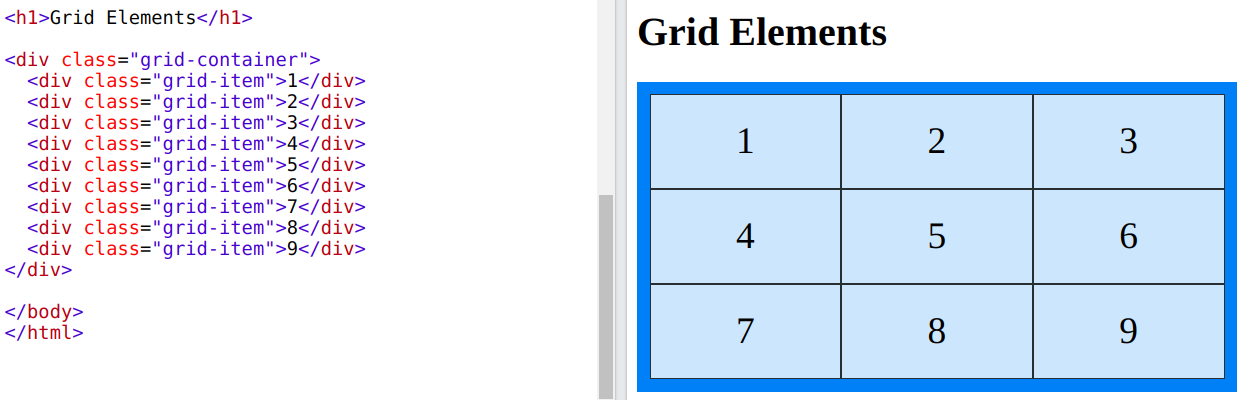 <h1>Grid Elements</h1>
<div class="grid-container">
  <div class="grid-item">1</div>
  <div class="grid-item">2</div>
  <div class="grid-item">3</div>
  <div class="grid-item">4</div>
  <div class="grid-item">5</div>
  <div class="grid-item">6</div>
  <div class="grid-item">7</div>
  <div class="grid-item">8</div>
  <div class="grid-item">9</div>
</div>
</body>
</html>
Grid Elements
1 2 3
4 5 6
7 8 9